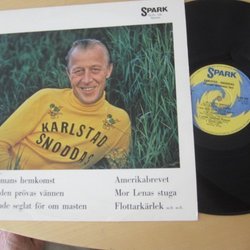 SPARK
KARLSTAD
SNODDAS
mans hemkomst
den prövas vännen
de seglat för om masten
Amerikabrevet
Mor Lenas stuga
Flottarkärlek
SPARK